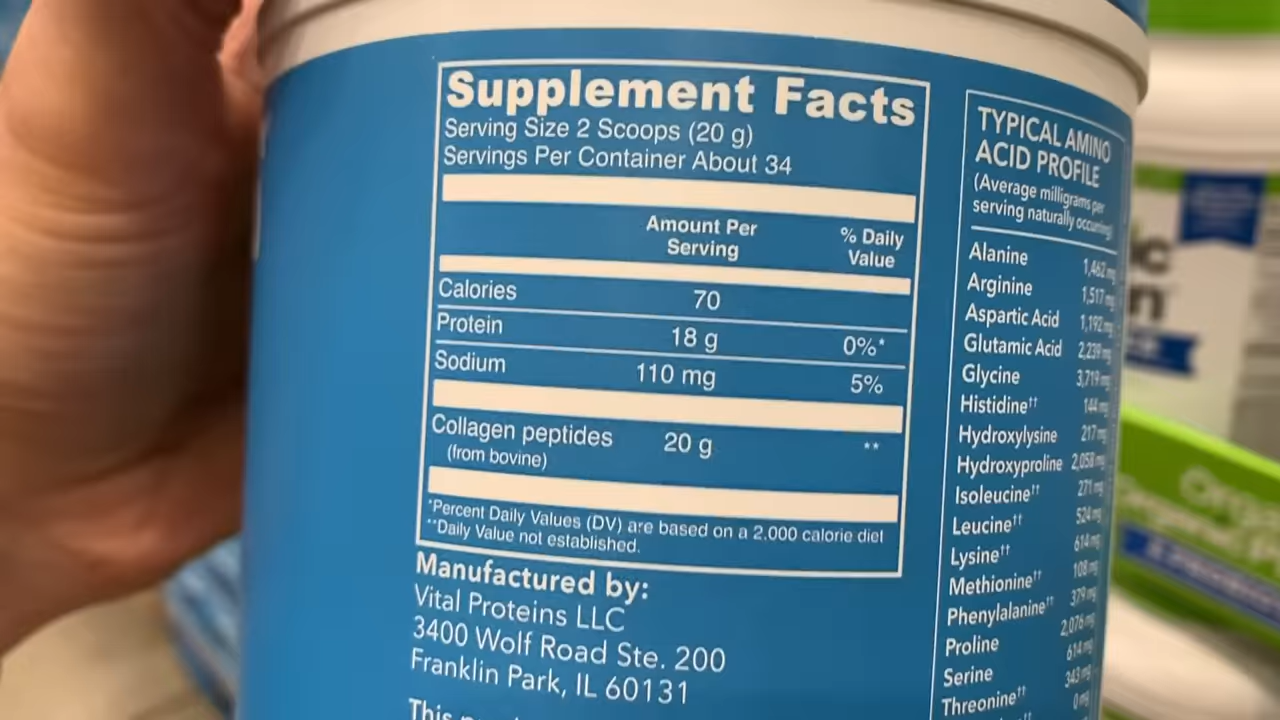 Supplement Facts
Serving Size 2 Scoops (20 g)
Servings Per Container About 34
Amount Per Serving
% Daily Value
Calories 70
Protein 18 g 0%*
Sodium 110 mg 5%
Collagen peptides 20 g **
(from bovine)
*Percent Daily Values (DV) are based on a 2,000 calorie diet
**Daily Value not established.
Manufactured by:
Vital Proteins LLC
3400 Wolf Road Ste. 200
Franklin Park, IL 60131
This
TYPICAL AMINO
ACID PROFILE
(Average milligrams per
serving naturally occurring)
Alanine 1,462 mg
Arginine 1,517 mg
Aspartic Acid 1,192 mg
Glutamic Acid 2,239 mg
Glycine 3,719 mg
Histidine†† 144 mg
Hydroxylysine 217 mg
Hydroxyproline 2,058 mg
Isoleucine†† 271 mg
Leucine†† 524 mg
Lysine†† 614 mg
Methionine†† 108 mg
Phenylalanine†† 379 mg
Proline 2,076 mg
Serine 614 mg
Threonine†† 343 mg
0 mg